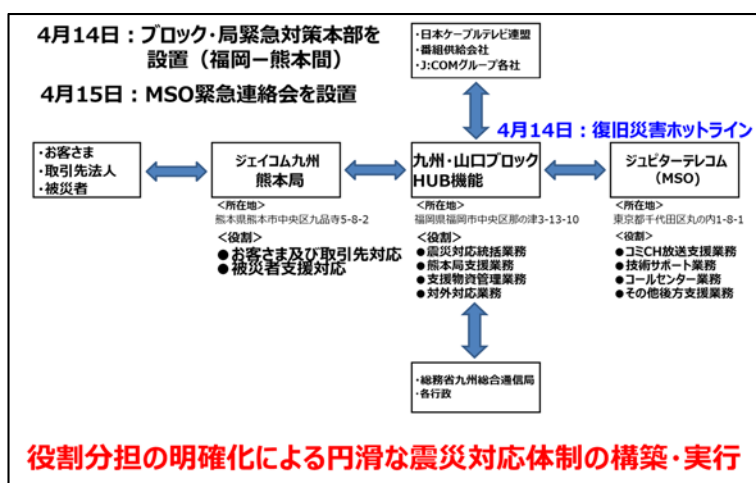 4月14日：ブロック・局緊急対策本部を
設置（福岡ー熊本間）
4月15日：MSO緊急連絡会を設置
・日本ケーブルテレビ連盟
・番組供給会社
・J:COMグループ各社
4月14日：復旧災害ホットライン
・お客さま
・取引先法人
・被災者
ジェイコム九州
熊本局
九州・山口ブロック
HUB機能
ジュピターテレコム
（MSO）
＜所在地＞
熊本県熊本市中央区九品寺5-8-2
＜役割＞
●お客さま及び取引先対応
●被災者支援対応
＜所在地＞
福岡県福岡市中央区那の津3-13-10
＜役割＞
●震災対応統括業務
●熊本局支援業務
●支援物資管理業務
●対外対応業務
＜所在地＞
東京都千代田区丸の内1-8-1
＜役割＞
●コミCH放送支援業務
●技術サポート業務
●コールセンター業務
●その他後方支援業務
・総務省九州総合通信局
・各行政
役割分担の明確化による円滑な震災対応体制の構築・実行